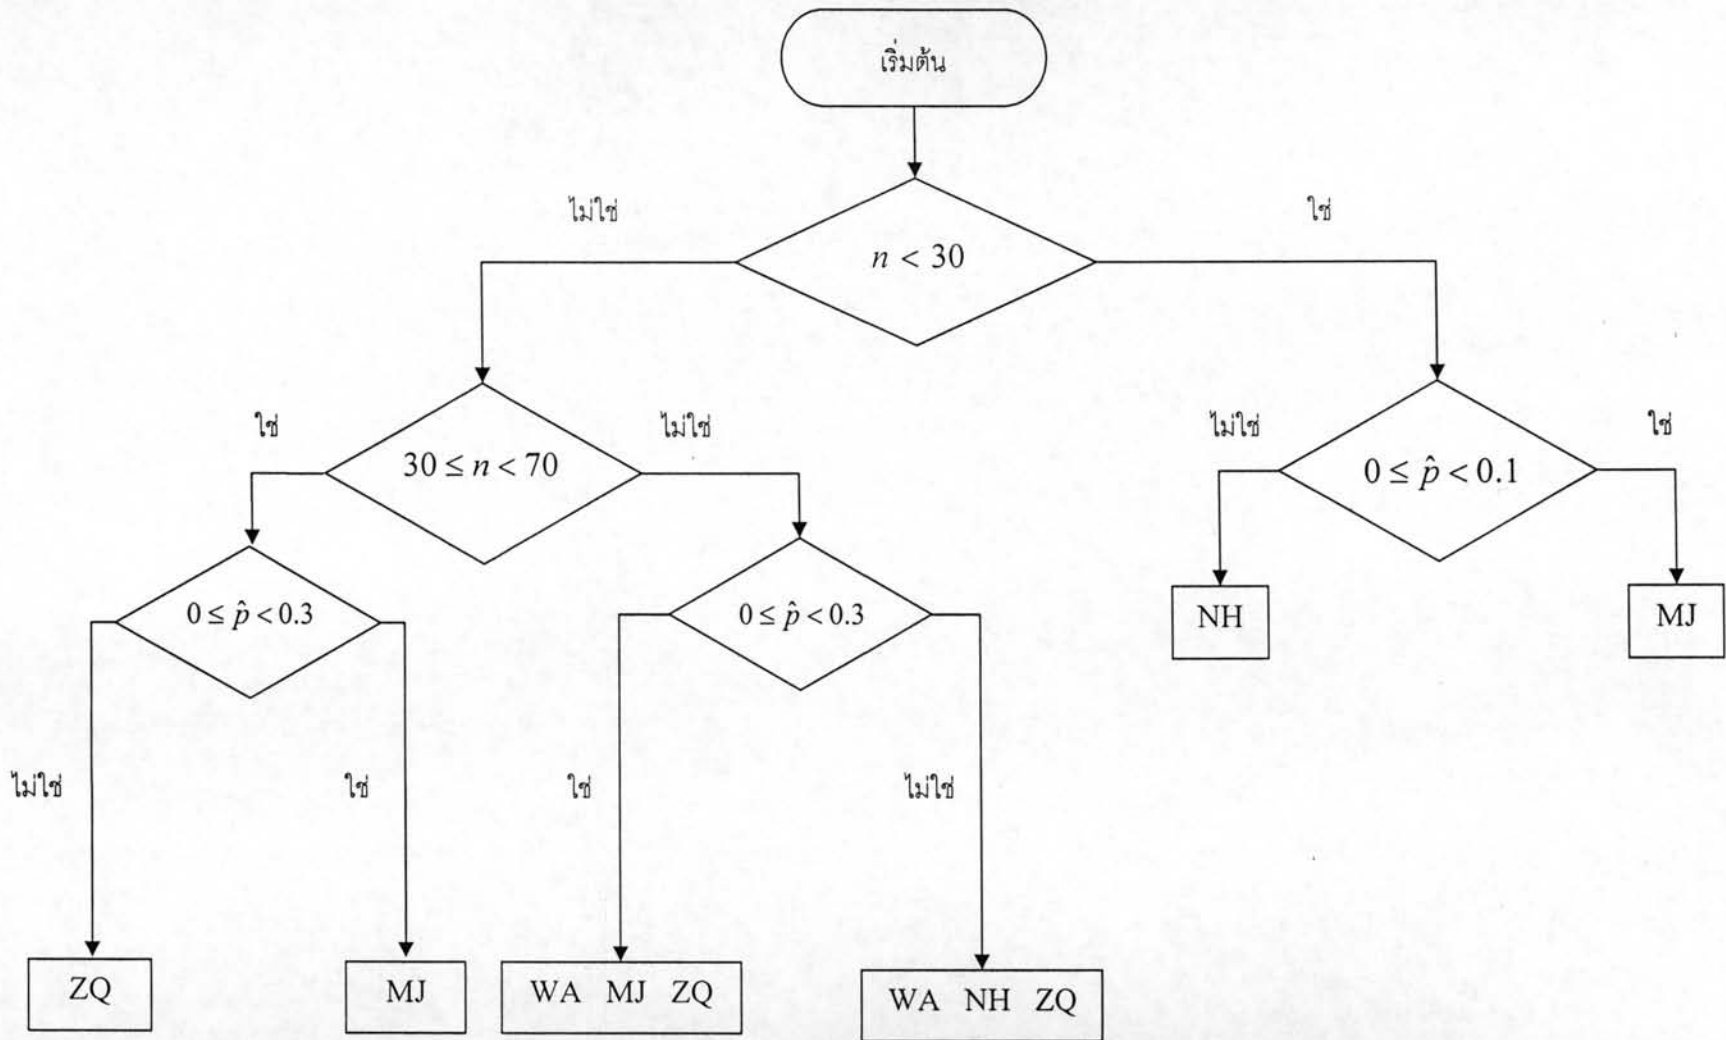 เริ่มต้น
ไม่ใช่
ใช่
n < 30
ใช่
ไม่ใช่
ไม่ใช่
ใช่
30 ≤ n < 70
0 ≤ p̂ < 0.1
0 ≤ p̂ < 0.3
0 ≤ p̂ < 0.3
NH
MJ
ไม่ใช่
ใช่
ใช่
ไม่ใช่
ZQ
MJ
WA MJ ZQ
WA NH ZQ